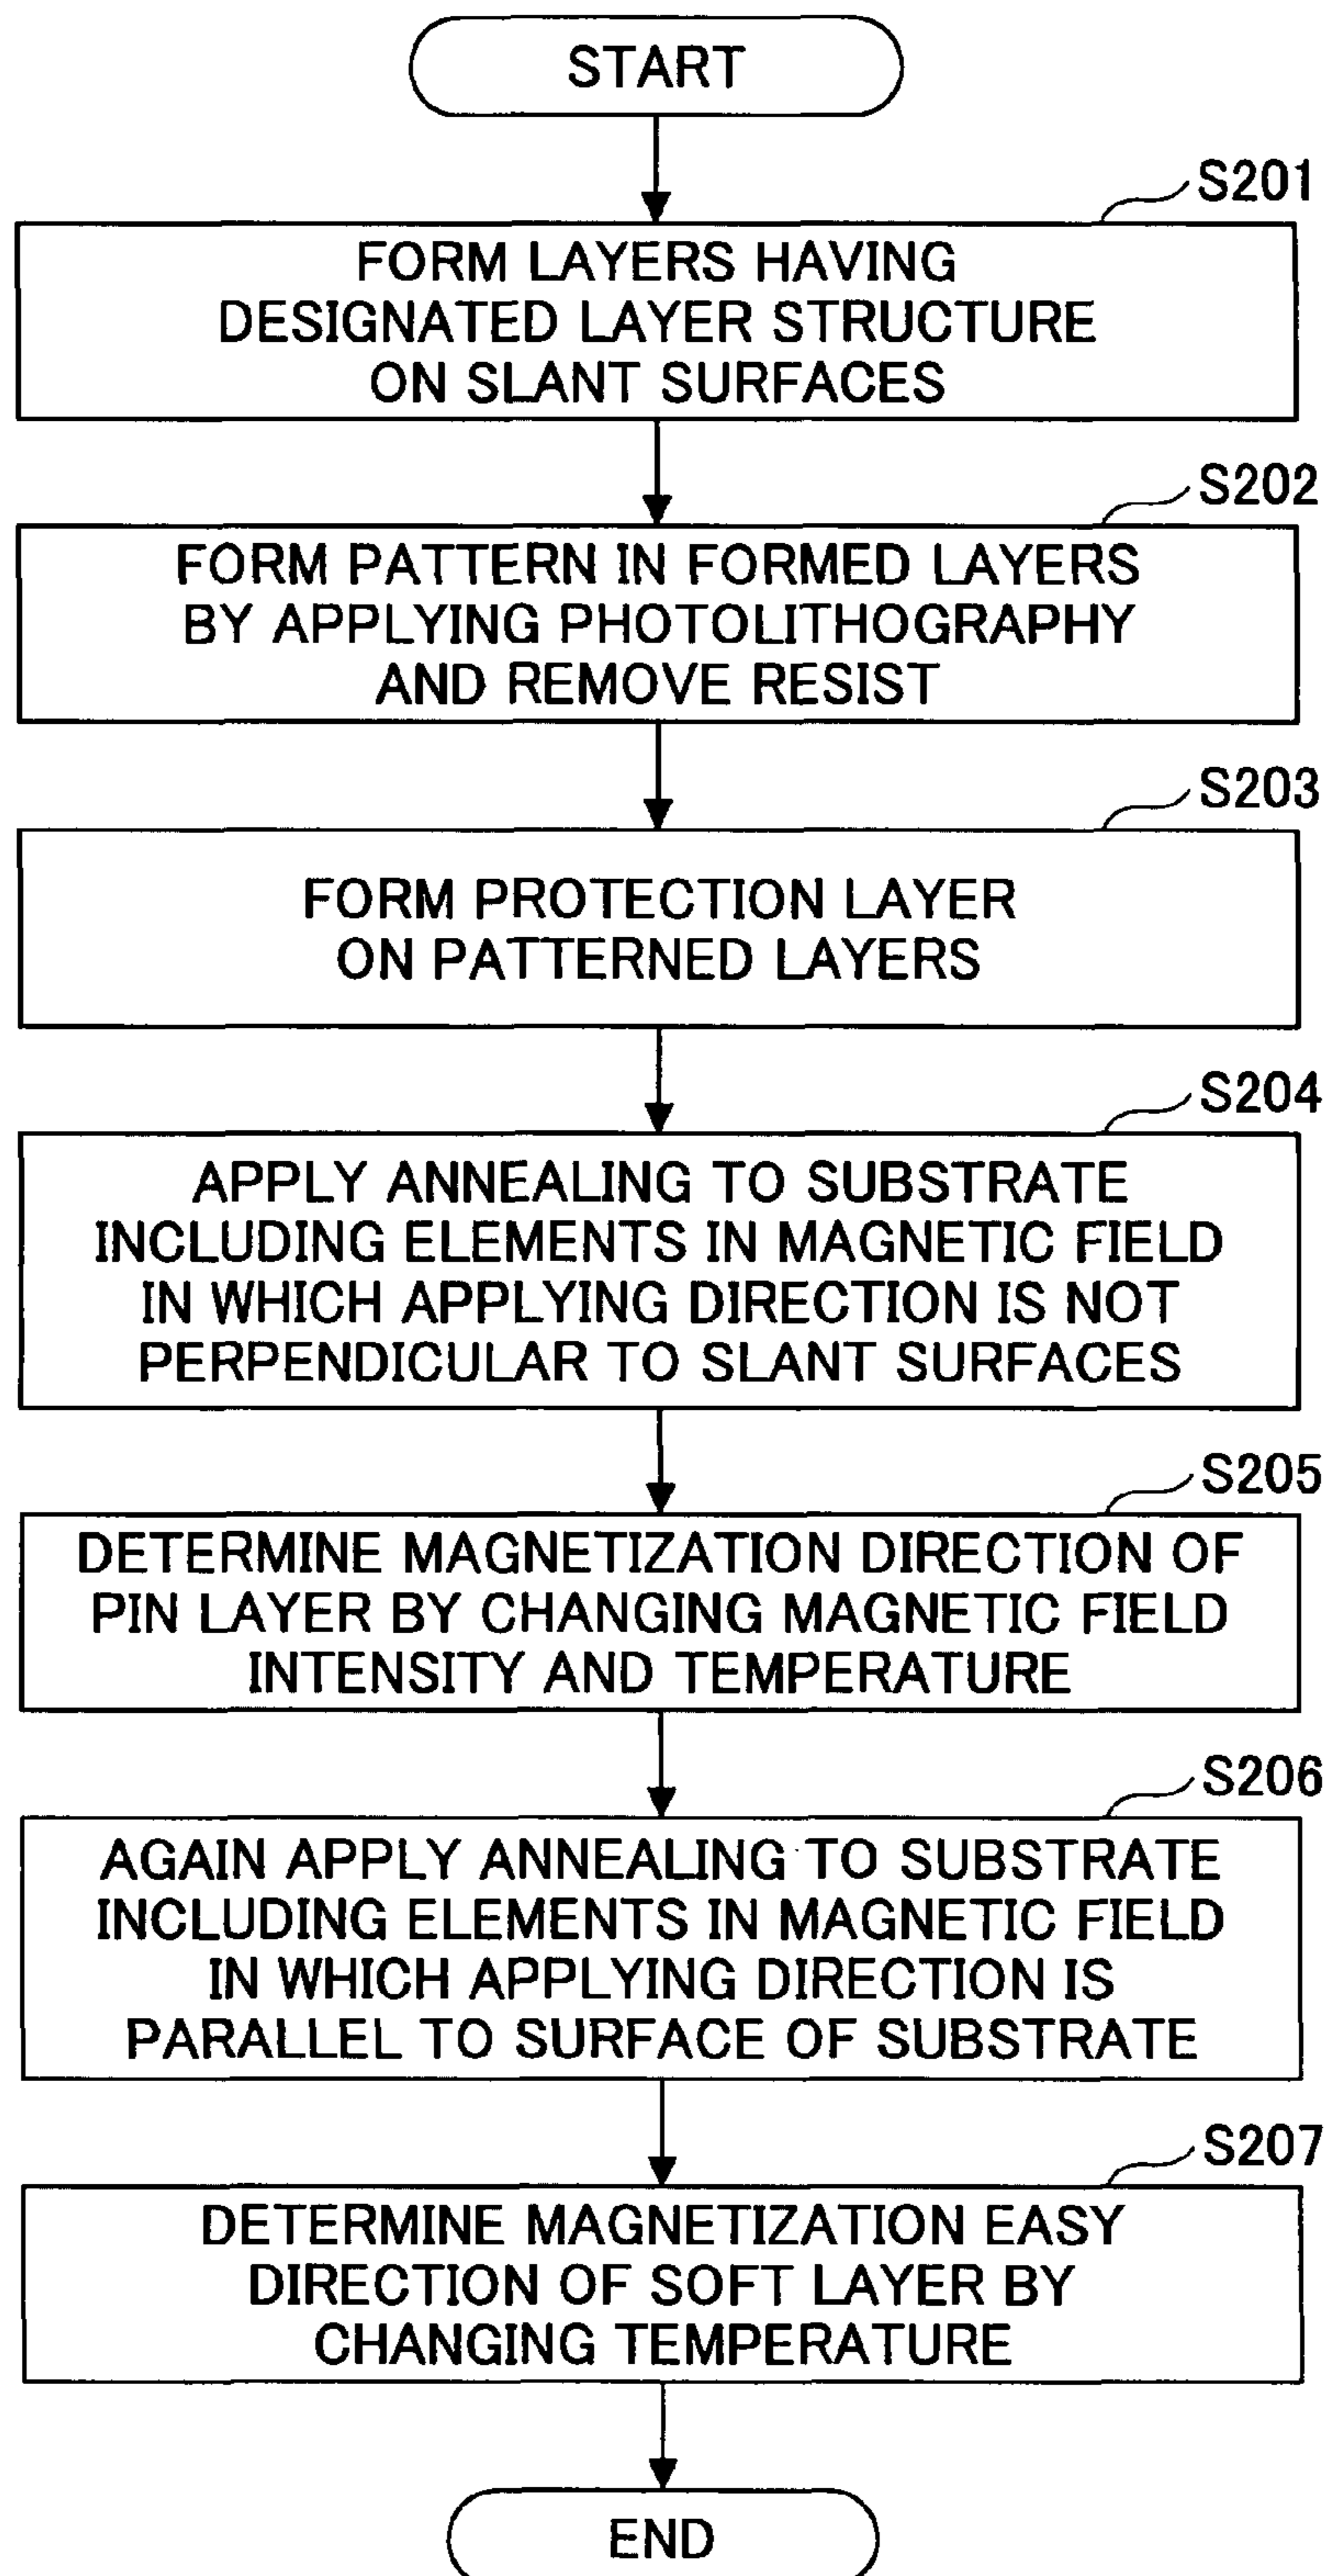 START
S201
FORM LAYERS HAVING
DESIGNATED LAYER STRUCTURE
ON SLANT SURFACES
S202
FORM PATTERN IN FORMED LAYERS
BY APPLYING PHOTOLITHOGRAPHY
AND REMOVE RESIST
S203
FORM PROTECTION LAYER
ON PATTERNED LAYERS
S204
APPLY ANNEALING TO SUBSTRATE
INCLUDING ELEMENTS IN MAGNETIC FIELD
IN WHICH APPLYING DIRECTION IS NOT
PERPENDICULAR TO SLANT SURFACES
S205
DETERMINE MAGNETIZATION DIRECTION OF
PIN LAYER BY CHANGING MAGNETIC FIELD
INTENSITY AND TEMPERATURE
S206
AGAIN APPLY ANNEALING TO SUBSTRATE
INCLUDING ELEMENTS IN MAGNETIC FIELD
IN WHICH APPLYING DIRECTION IS
PARALLEL TO SURFACE OF SUBSTRATE
S207
DETERMINE MAGNETIZATION EASY
DIRECTION OF SOFT LAYER BY
CHANGING TEMPERATURE
END